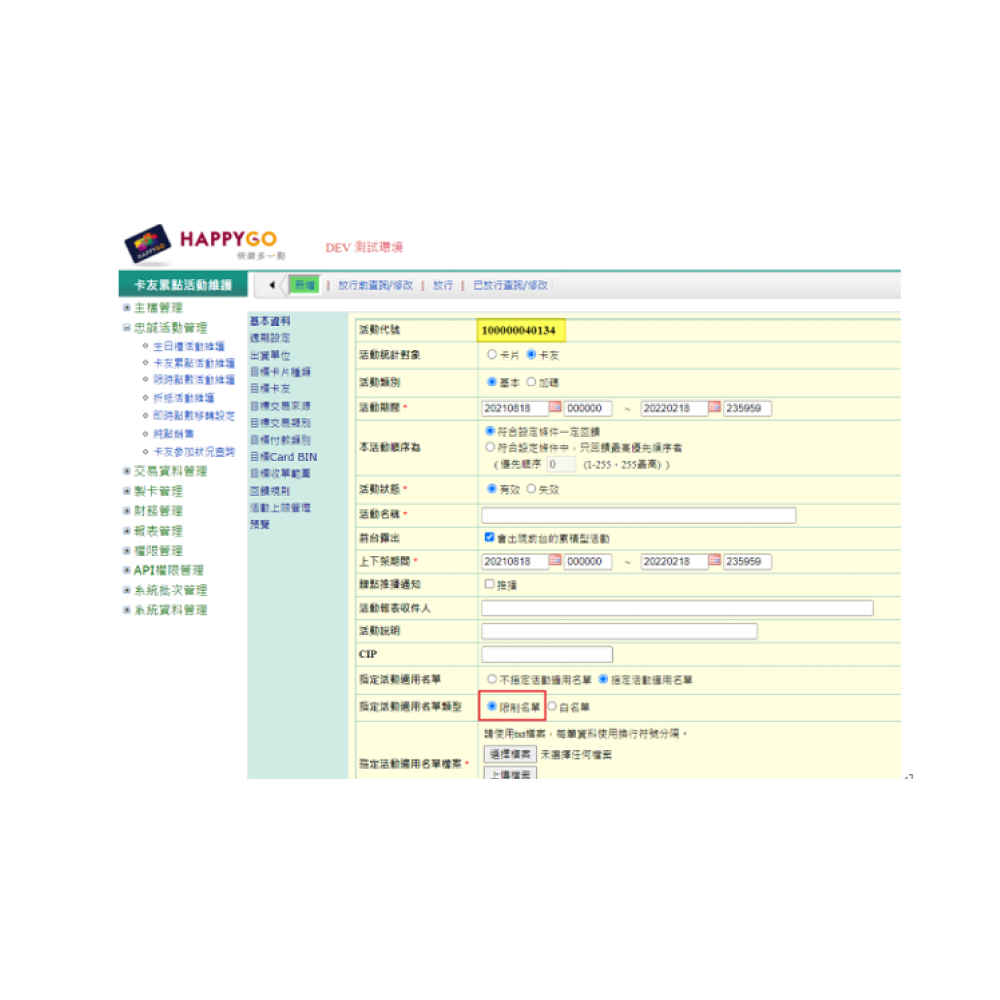 HAPPYGO
快樂多一點
DEV 測試環境
卡友累點活動維護
新增 | 放行前查詢/修改 | 放行 | 已放行查詢/修改
主檔管理
忠誠活動管理
生日禮活動維護
卡友累點活動維護
限時點數活動維護
折抵活動維護
即時點數移轉設定
純點銷售
卡友參加狀況查詢
交易資料管理
製卡管理
財務管理
報表管理
權限管理
API權限管理
系統批次管理
系統資料管理
基本資料
週期設定
出資單位
目標卡片種類
目標卡友
目標交易來源
目標交易類別
目標付款類別
目標Card BIN
目標收單範圍
回饋規則
活動上限管理
預覽
活動代號 100000040134
活動統計對象 卡片 卡友
活動類別 基本 加碼
活動期間* 20210818 000000 ~ 20220218 235959
本活動順序為 符合設定條件一定回饋
符合設定條件中，只回饋最高優先順序者
(優先順序 0 (1-255，255最高))
活動狀態* 有效 失效
活動名稱*
前台露出 會出現前台的累積型活動
上下架期間* 20210818 000000 ~ 20220218 235959
贈點推播通知 推播
活動報表收件人
活動說明
CIP
指定活動適用名單 不指定活動適用名單 指定活動適用名單
指定活動適用名單類型 限制名單 白名單
請使用txt檔案，每筆資料使用換行符號分隔。
指定活動適用名單檔案* 選擇檔案 未選擇任何檔案
上傳檔案